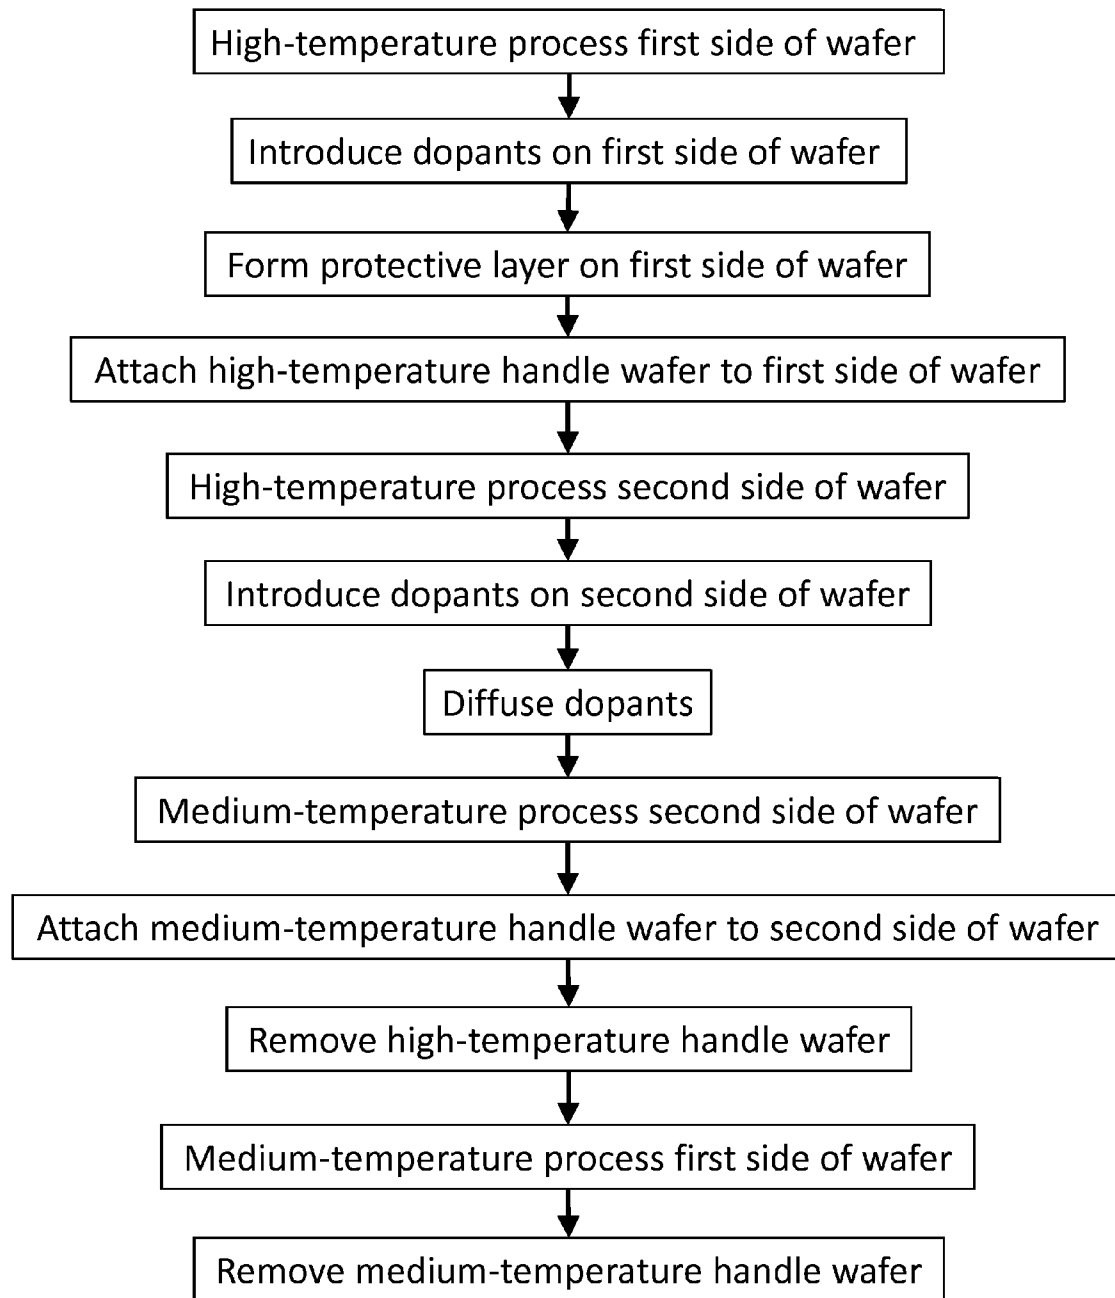 High-temperature process first side of wafer
Introduce dopants on first side of wafer
Form protective layer on first side of wafer
Attach high-temperature handle wafer to first side of wafer
High-temperature process second side of wafer
Introduce dopants on second side of wafer
Diffuse dopants
Medium-temperature process second side of wafer
Attach medium-temperature handle wafer to second side of wafer
Remove high-temperature handle wafer
Medium-temperature process first side of wafer
Remove medium-temperature handle wafer